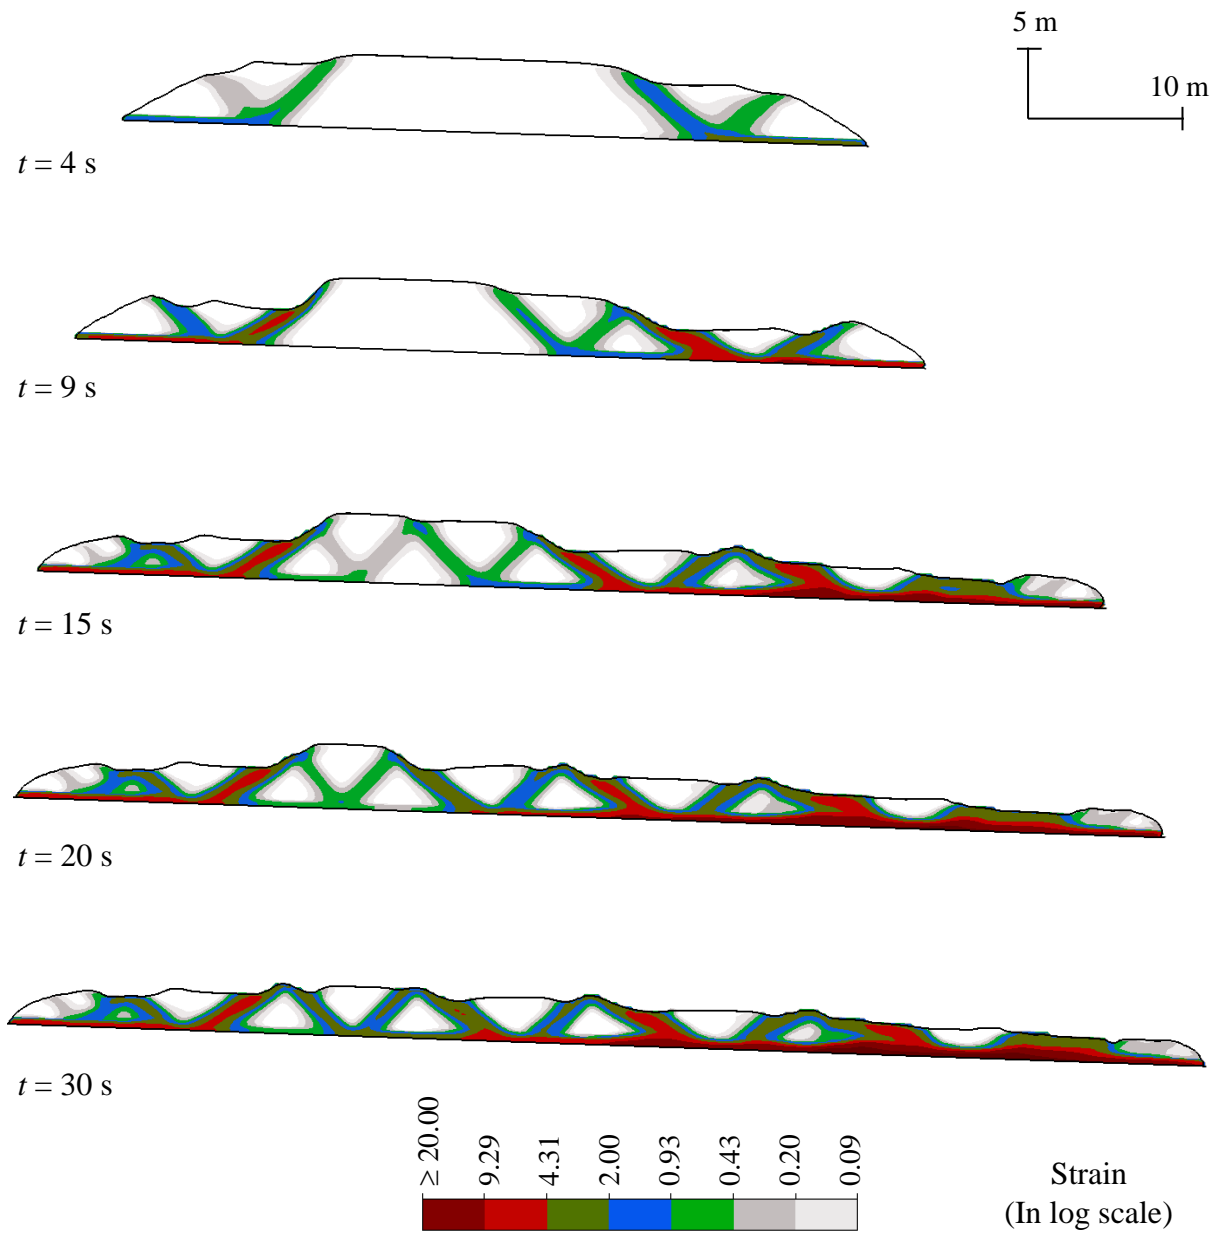 5 m
10 m
t = 4 s
t = 9 s
t = 15 s
t = 20 s
t = 30 s
≥ 20.00
9.29
4.31
2.00
0.93
0.43
0.20
0.09
Strain
(In log scale)